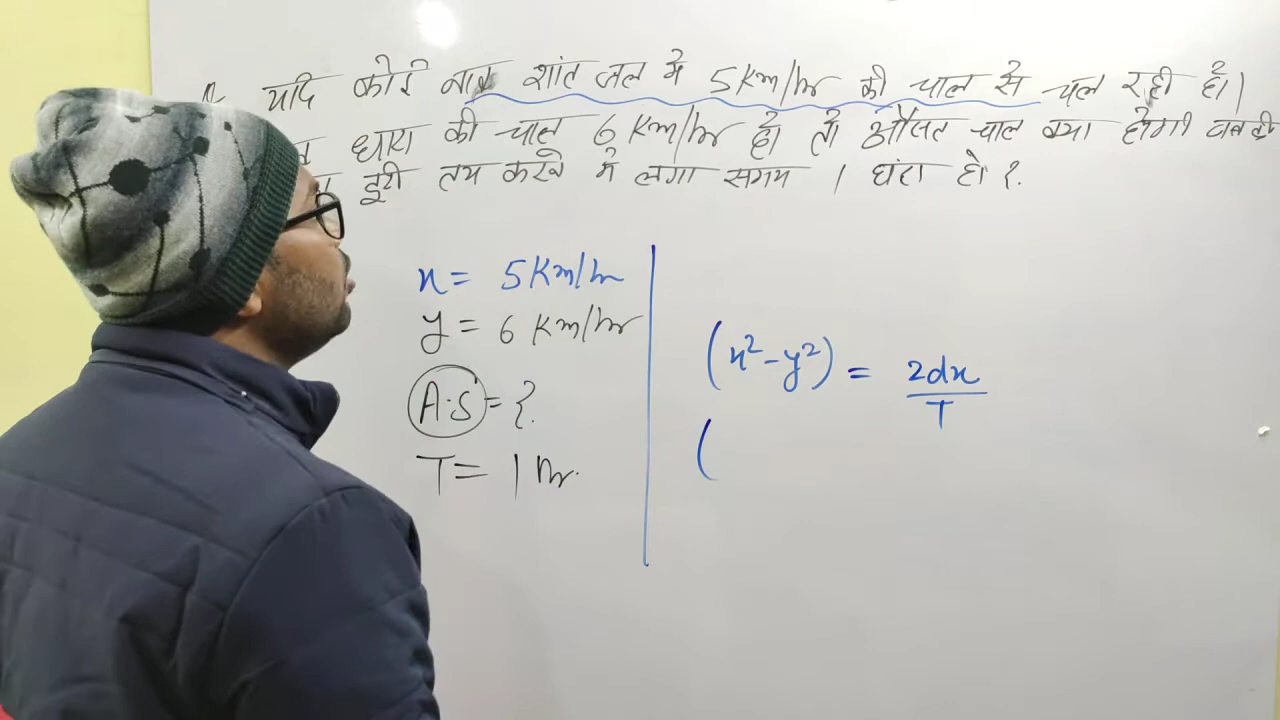 यदि कोई नाव शांत जल मे 5 Km/hr की चाल से चल रही हो।
धारा की चाल 6 Km/hr हो तो औसत चाल क्या होगी जबकी
दूरी तय करने मे लगा समय 1 घंटा हो ?.
x = 5 Km/hr
y = 6 Km/hr
A.S = ?.
T = 1 hr.
(x² - y²) = 2dx/T
(